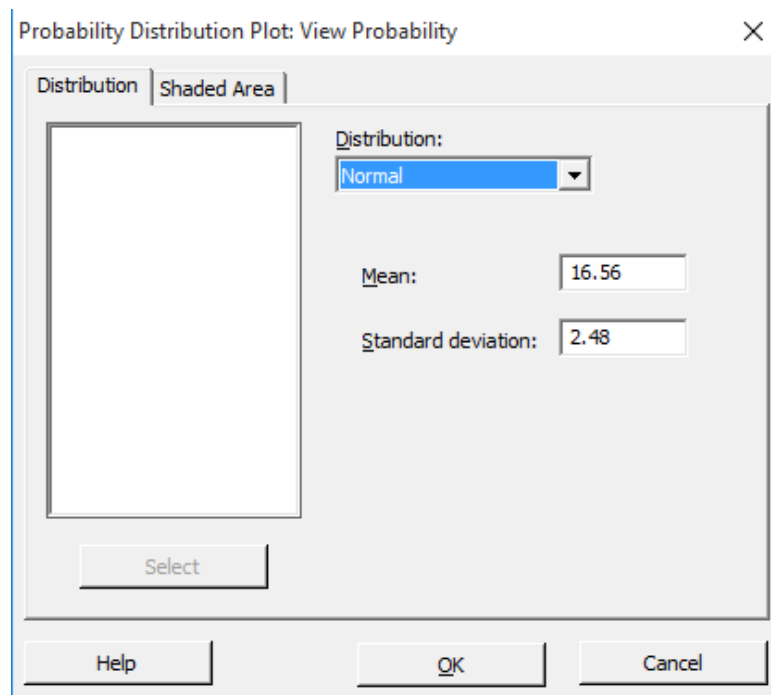 Probability Distribution Plot: View Probability
Distribution
Shaded Area
Distribution:
Normal
Mean:
16.56
Standard deviation:
2.48
Select
Help
OK
Cancel